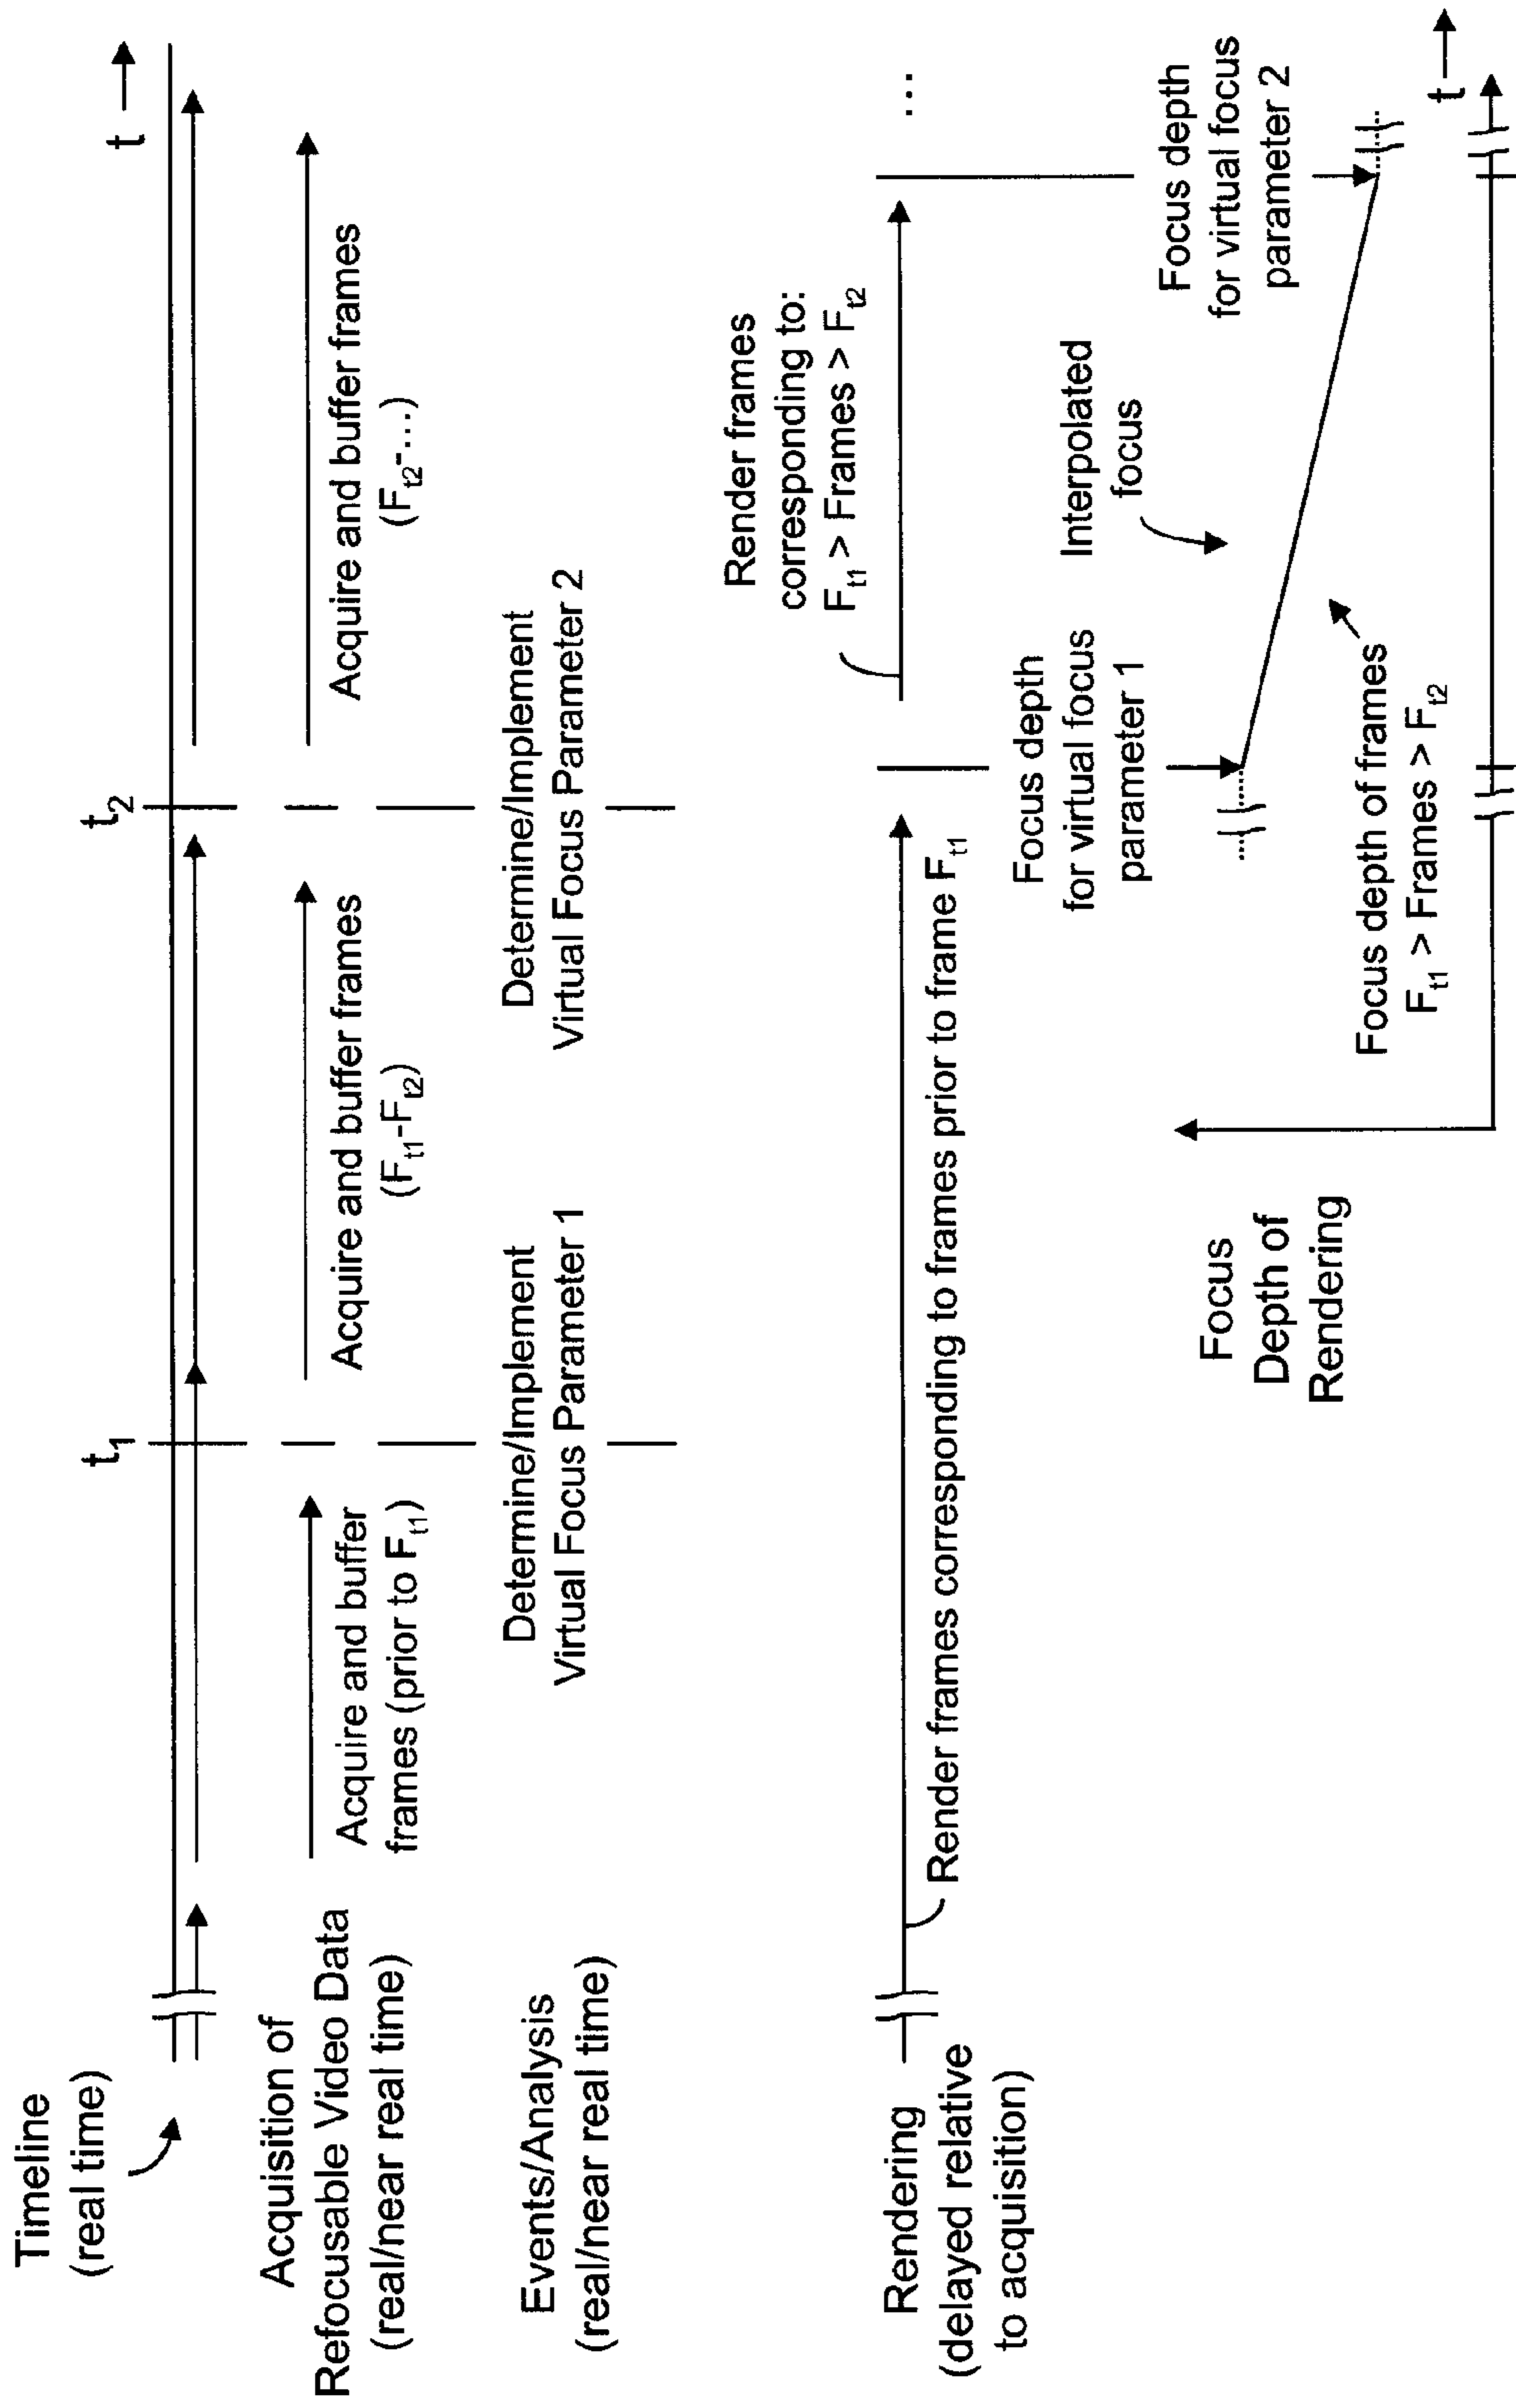 Timeline
(real time)
t
t1
t2
Acquisition of
Refocusable Video Data
(real/near real time)
Acquire and buffer
frames (prior to Ft1)
Acquire and buffer frames
(Ft1-Ft2)
Acquire and buffer frames
(Ft2-...)
Events/Analysis
(real/near real time)
Determine/Implement
Virtual Focus Parameter 1
Determine/Implement
Virtual Focus Parameter 2
Rendering
(delayed relative
to acquisition)
Render frames corresponding to frames prior to frame Ft1
Render frames
corresponding to:
Ft1 > Frames > Ft2
...
Focus depth
for virtual focus
parameter 1
Interpolated
focus
Focus depth
for virtual focus
parameter 2
Focus
Depth of
Rendering
Focus depth of frames
Ft1 > Frames > Ft2
t